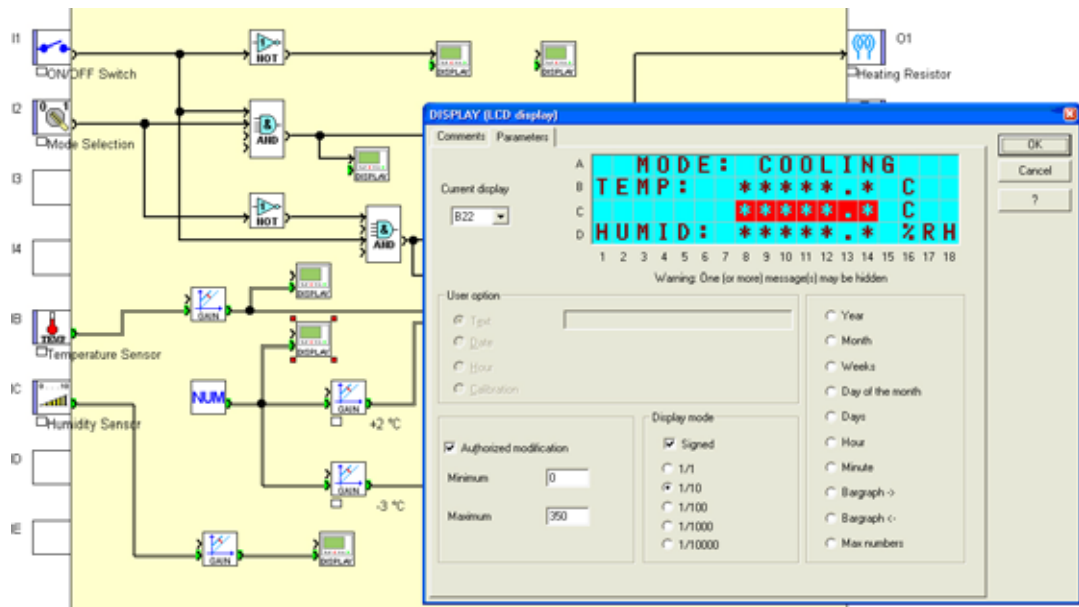 I1
ON/OFF Switch
NOT
DISPLAY
DISPLAY
O1
Heating Resistor
I2
0 1
Mode Selection
AND
DISPLAY
I3
NOT
AND
I4
DISPLAY
IB
TEMP
Temperature Sensor
GAIN
DISPLAY
IC
Humidity Sensor
NUM
GAIN
+2 ºC
ID
GAIN
-3 ºC
IE
GAIN
DISPLAY
DISPLAY (LCD display)
Comments Parameters
OK
Cancel
?
Current display
B22
A MODE: COOLING
B TEMP: *****.* C
C *****.* C
D HUMID: *****.* %RH
1 2 3 4 5 6 7 8 9 10 11 12 13 14 15 16 17 18
Warning: One (or more) message(s) may be hidden
User option
Text
Date
Hour
Calibration
Authorized modification
Minimum 0
Maximum 350
Display mode
Signed
1/1
1/10
1/100
1/1000
1/10000
Year
Month
Weeks
Day of the month
Days
Hour
Minute
Bargraph ->
Bargraph <-
Max numbers